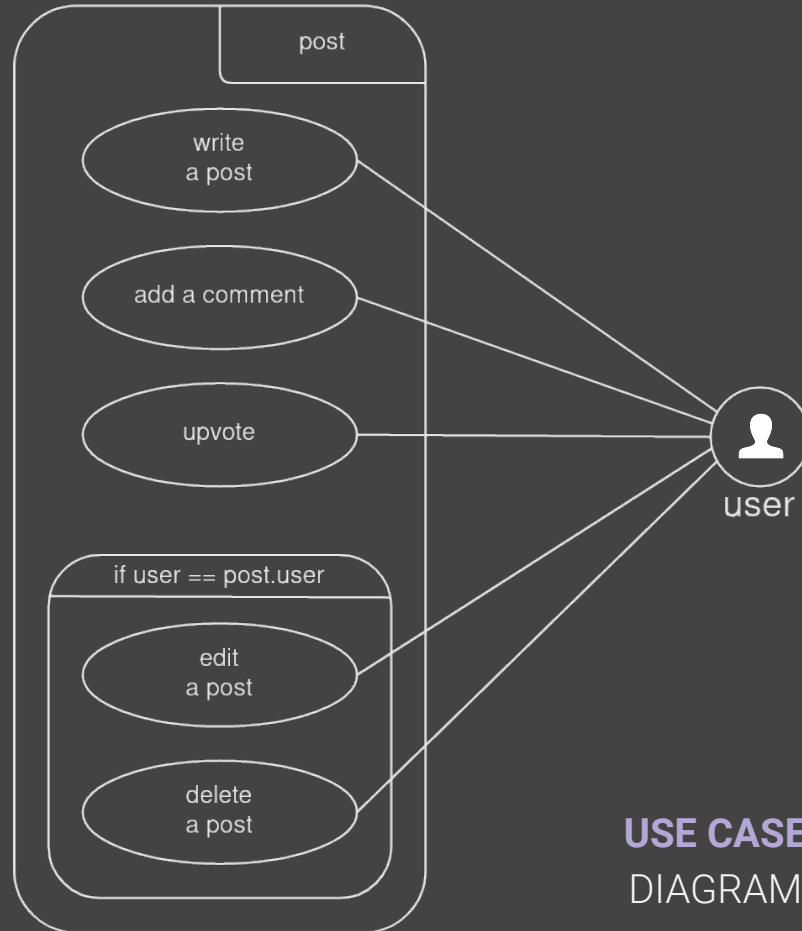 post
write
a post
add a comment
upvote
user
if user == post.user
edit
a post
delete
a post
USE CASE
DIAGRAM